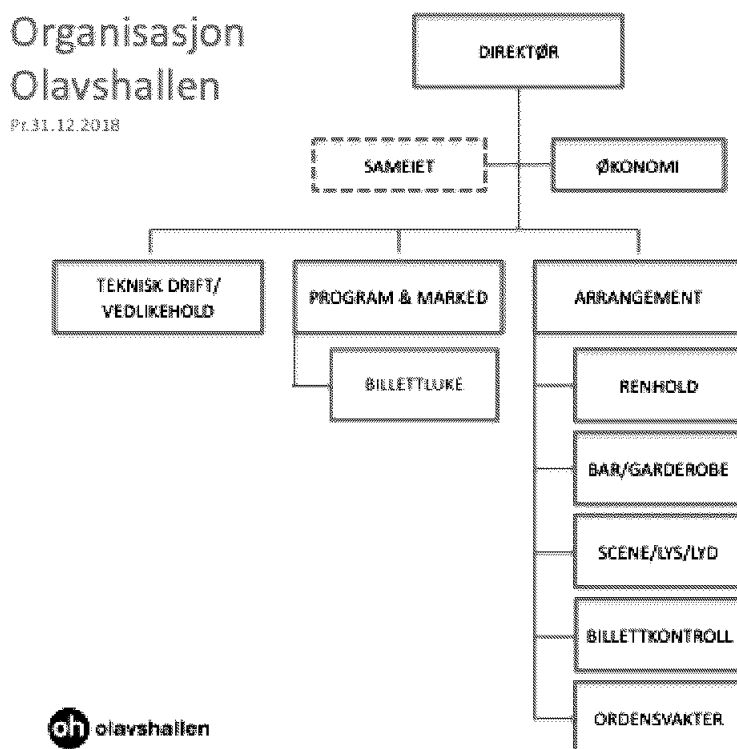 Organisasjon
Olavshallen
Pr.31.12.2018
DIREKTØR
SAMEIET
ØKONOMI
TEKNISK DRIFT/
VEDLIKEHOLD
PROGRAM & MARKED
ARRANGEMENT
BILLETTLUKE
RENHOLD
BAR/GARDEROBE
SCENE/LYS/LYD
BILLETTKONTROLL
ORDENSVAKTER
oh olavshallen